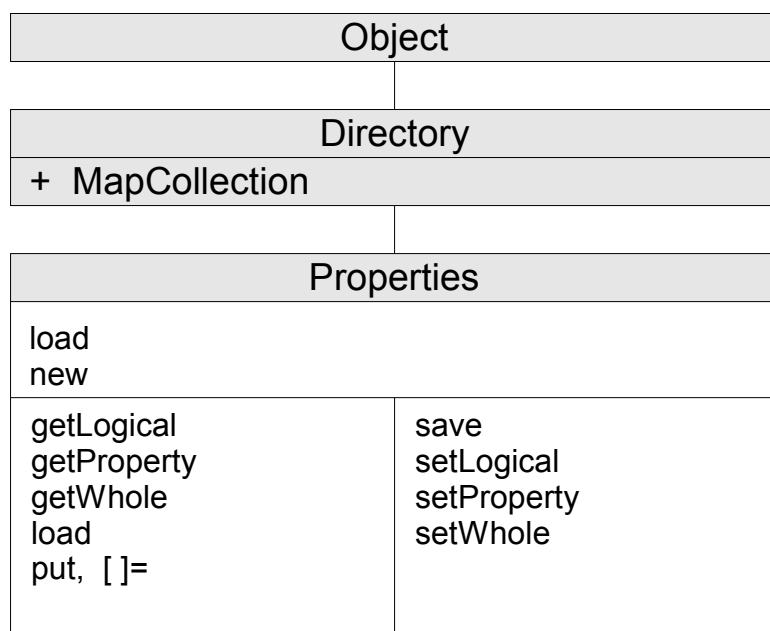 Object
Directory
+ MapCollection
Properties
load
new
getLogical
getProperty
getWhole
load
put, [ ]=
save
setLogical
setProperty
setWhole